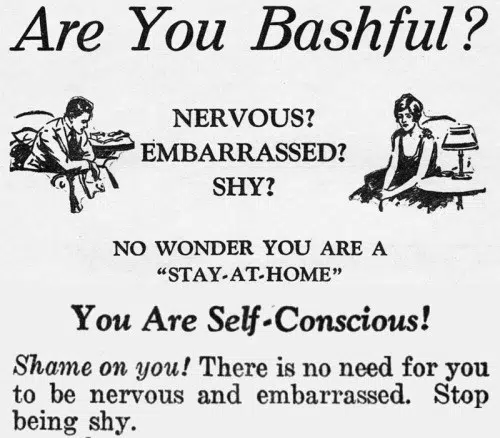 Are You Bashful?
NERVOUS?
EMBARRASSED?
SHY?
NO WONDER YOU ARE A
"STAY-AT-HOME"
You Are Self-Conscious!
Shame on you! There is no need for you
to be nervous and embarrassed. Stop
being shy.